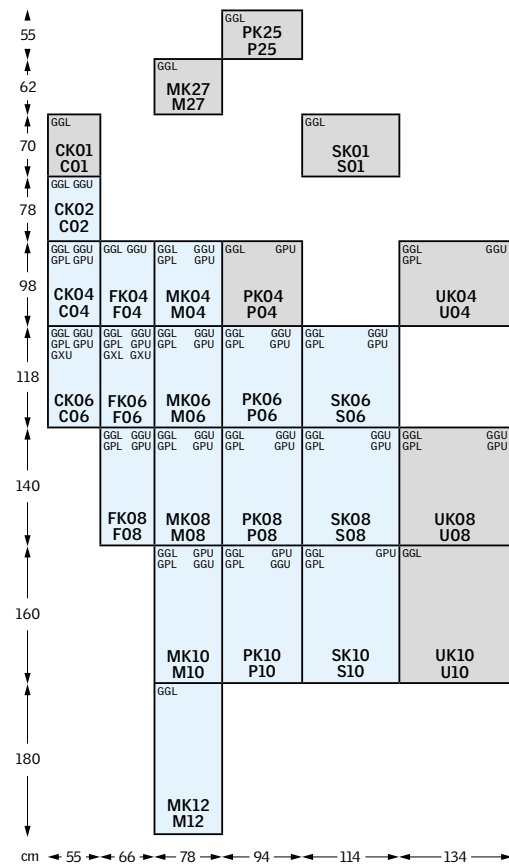 55
GGL
PK25
P25
62
GGL
MK27
M27
70
GGL
CK01
C01
GGL
SK01
S01
78
GGL GGU
CK02
C02
98
GGL GGU
GPL GPU
CK04
C04
GGL GGU
FK04
F04
GGL GGU
GPL GPU
MK04
M04
GGL GPU
PK04
P04
GGL GGU
GPL
UK04
U04
118
GGL GGU
GPL GPU
GXU
CK06
C06
GGL GGU
GPL GPU
GXL GXU
FK06
F06
GGL GGU
GPL GPU
MK06
M06
GGL GGU
GPL GPU
PK06
P06
GGL GGU
GPL GPU
SK06
S06
140
GGL GGU
GPL GPU
FK08
F08
GGL GGU
GPL GPU
MK08
M08
GGL GGU
GPL GPU
PK08
P08
GGL GGU
GPL GPU
SK08
S08
GGL GGU
GPL GPU
UK08
U08
160
GGL GPU
GPL GGU
MK10
M10
GGL GPU
GPL GGU
PK10
P10
GGL GPU
GPL
SK10
S10
GGL
UK10
U10
180
GGL
MK12
M12
cm 55 66 78 94 114 134